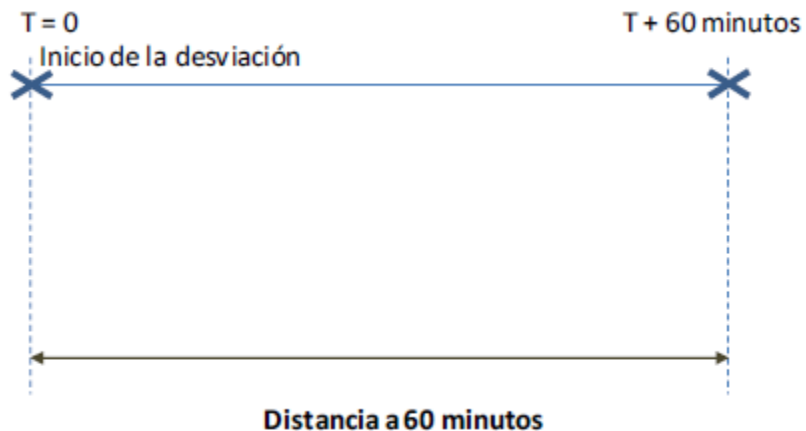 T = 0
T + 60 minutos
Inicio de la desviación
Distancia a 60 minutos